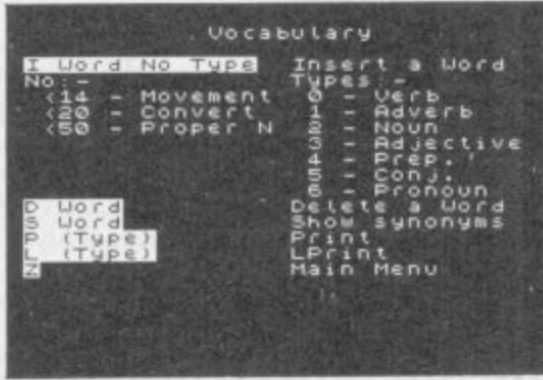 Vocabulary
I Word No Type Insert a Word
No:- Types:-
<14 - Movement 0 - Verb
<20 - Convert 1 - Adverb
<50 - Proper N 2 - Noun
3 - Adjective
4 - Prep.
5 - Conj.
6 - Pronoun
D Word Delete a Word
S Word Show synonyms
P (Type) Print
L (Type) LPrint
Z Main Menu